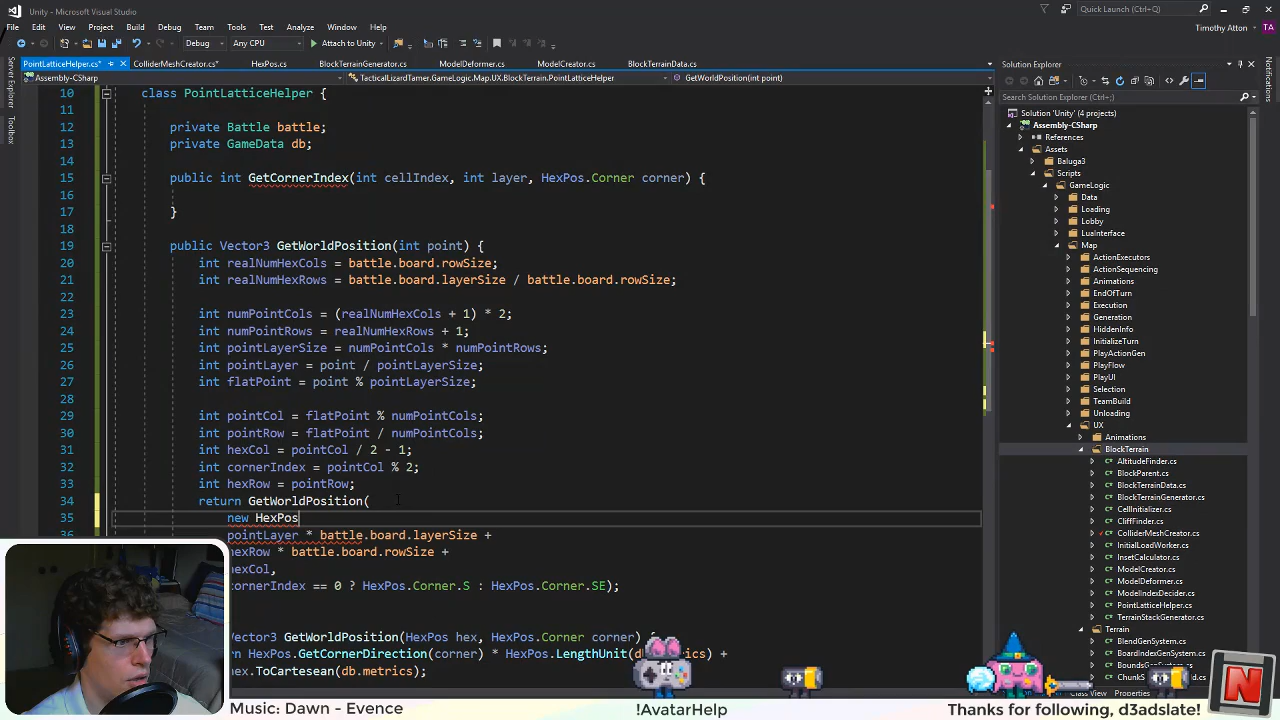 Unity - Microsoft Visual Studio
Quick Launch (Ctrl+Q)
File Edit View Project Build Debug Team Tools Test Analyze Window Help
Timothy Atton TA
Debug Any CPU Attach to Unity
PointLatticeHelper.cs* ColliderMeshCreator.cs* HexPos.cs BlockTerrainGenerator.cs ModelDeformer.cs ModelCreator.cs BlockTerrainData.cs
Assembly-CSharp TacticalLizardTamer.GameLogic.Map.UX.BlockTerrain.PointLatticeHelper GetWorldPosition(int point)
Server Explorer
Toolbox
10 class PointLatticeHelper {
11
12 private Battle battle;
13 private GameData db;
14
15 public int GetCornerIndex(int cellIndex, int layer, HexPos.Corner corner) {
16
17 }
18
19 public Vector3 GetWorldPosition(int point) {
20 int realNumHexCols = battle.board.rowSize;
21 int realNumHexRows = battle.board.layerSize / battle.board.rowSize;
22
23 int numPointCols = (realNumHexCols + 1) * 2;
24 int numPointRows = realNumHexRows + 1;
25 int pointLayerSize = numPointCols * numPointRows;
26 int pointLayer = point / pointLayerSize;
27 int flatPoint = point % pointLayerSize;
28
29 int pointCol = flatPoint % numPointCols;
30 int pointRow = flatPoint / numPointCols;
31 int hexCol = pointCol / 2 - 1;
32 int cornerIndex = pointCol % 2;
33 int hexRow = pointRow;
34 return GetWorldPosition(
35 new HexPos
36 pointLayer * battle.board.layerSize +
hexRow * battle.board.rowSize +
hexCol,
cornerIndex == 0 ? HexPos.Corner.S : HexPos.Corner.SE);
Vector3 GetWorldPosition(HexPos hex, HexPos.Corner corner) {
rn HexPos.GetCornerDirection(corner) * HexPos.LengthUnit(d ics) +
hex.ToCartesian(db.metrics);
Solution Explorer
Search Solution Explorer (Ctrl+;)
Solution 'Unity' (4 projects)
Assembly-CSharp
References
Assets
Baluga3
Scripts
GameLogic
Data
Loading
Lobby
LuaInterface
Map
ActionExecutors
ActionSequencing
Animations
EndOfTurn
Execution
Generation
HiddenInfo
InitializeTurn
PlayActionGen
PlayFlow
PlayUI
Selection
TeamBuild
Unloading
UX
Animations
BlockTerrain
AltitudeFinder.cs
BlockParent.cs
BlockTerrainData.cs
BlockTerrainGenerator.cs
CellInitializer.cs
CliffFinder.cs
ColliderMeshCreator.cs
InitialLoadWorker.cs
InsetCalculator.cs
ModelCreator.cs
ModelDeformer.cs
ModelIndexDecider.cs
PointLatticeHelper.cs
TerrainStackGenerator.cs
Terrain
BlendGenSystem.cs
BoardIndexGenSystem.cs
BoundsG
ChunkS
Class View Properties
Notifications
Music: Dawn - Evence
!AvatarHelp
Thanks for following, d3adslate!
N